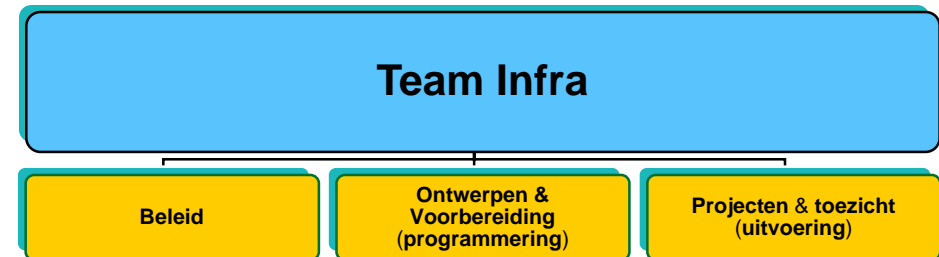 Team Infra
Beleid
Ontwerpen &
Voorbereiding
(programmering)
Projecten & toezicht
(uitvoering)